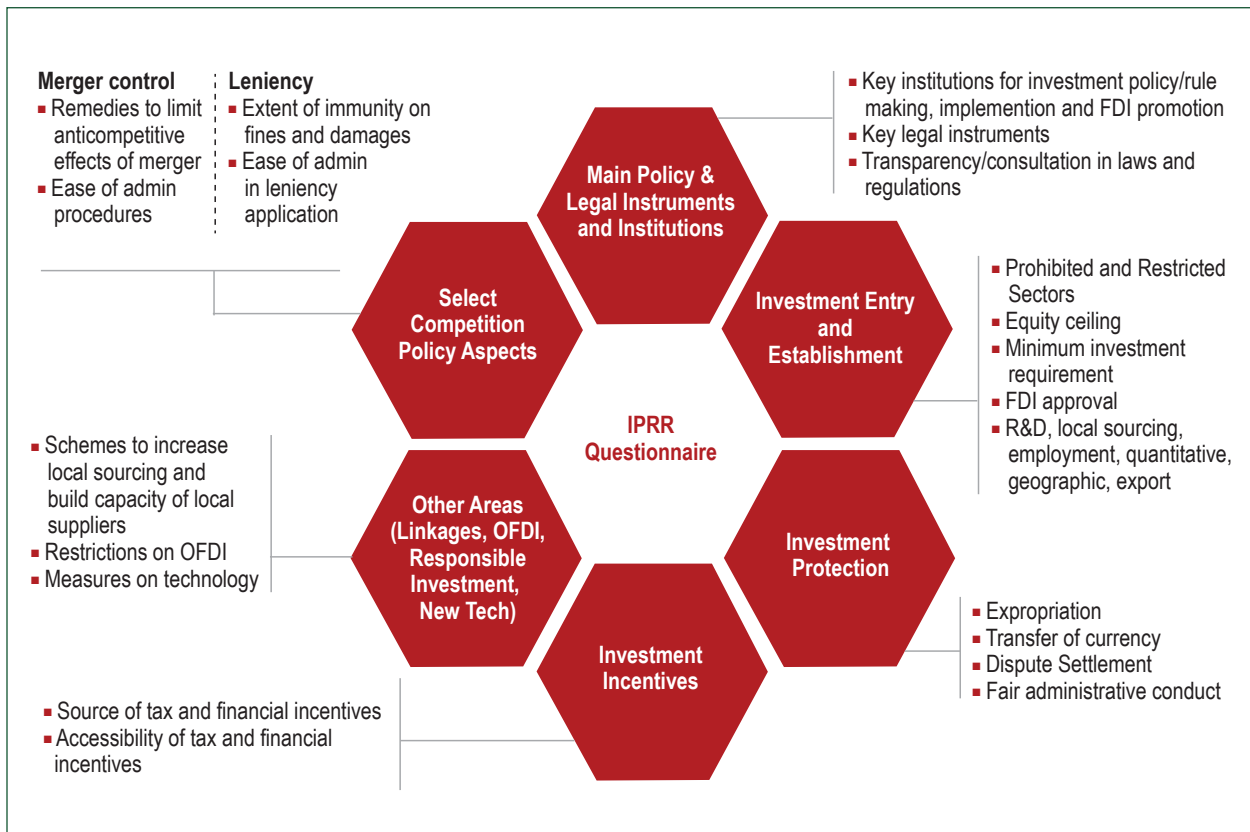 Merger control
▪ Remedies to limit
anticompetitive
effects of merger
▪ Ease of admin
procedures
Leniency
▪ Extent of immunity on
fines and damages
▪ Ease of admin
in leniency
application
Main Policy &
Legal Instruments
and Institutions
▪ Key institutions for investment policy/rule
making, implemention and FDI promotion
▪ Key legal instruments
▪ Transparency/consultation in laws and
regulations
Select
Competition
Policy Aspects
Investment Entry
and
Establishment
▪ Prohibited and Restricted
Sectors
▪ Equity ceiling
▪ Minimum investment
requirement
▪ FDI approval
▪ R&D, local sourcing,
employment, quantitative,
geographic, export
IPRR
Questionnaire
▪ Schemes to increase
local sourcing and
build capacity of local
suppliers
▪ Restrictions on OFDI
▪ Measures on technology
Other Areas
(Linkages, OFDI,
Responsible
Investment,
New Tech)
Investment
Protection
▪ Expropriation
▪ Transfer of currency
▪ Dispute Settlement
▪ Fair administrative conduct
Investment
Incentives
▪ Source of tax and financial incentives
▪ Accessibility of tax and financial
incentives